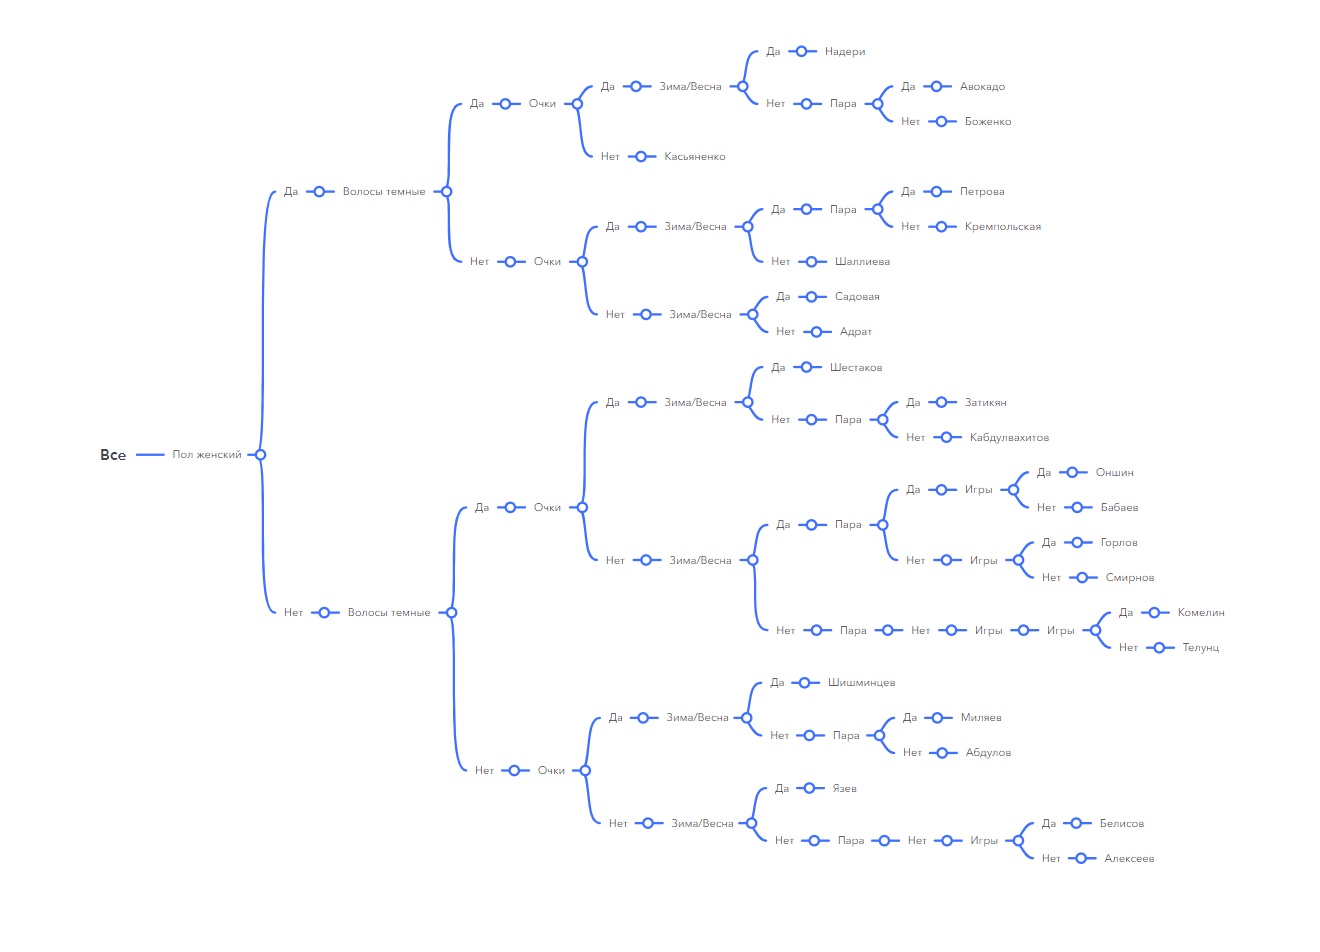 Да Надери
Да Зима/Весна
Да Авокадо
Да Очки
Нет Пара
Нет Боженко
Нет Касьяненко
Да Волосы темные
Да Петрова
Да Пара
Да Зима/Весна
Нет Кремпольская
Нет Очки
Нет Шаллиева
Да Садовая
Нет Зима/Весна
Нет Адрат
Да Шестаков
Да Зима/Весна
Да Затикян
Нет Пара
Нет Кабдулвахитов
Все Пол женский
Да Оншин
Да Игры
Да Очки
Нет Бабаев
Да Пара
Да Горлов
Нет Зима/Весна
Нет Игры
Нет Смирнов
Нет Волосы темные
Да Комелин
Нет Пара Нет Игры Игры
Нет Телунц
Да Шишминцев
Да Зима/Весна
Да Миляев
Нет Пара
Нет Абдулов
Нет Очки
Да Язев
Нет Зима/Весна
Да Белисов
Нет Пара Нет Игры
Нет Алексеев